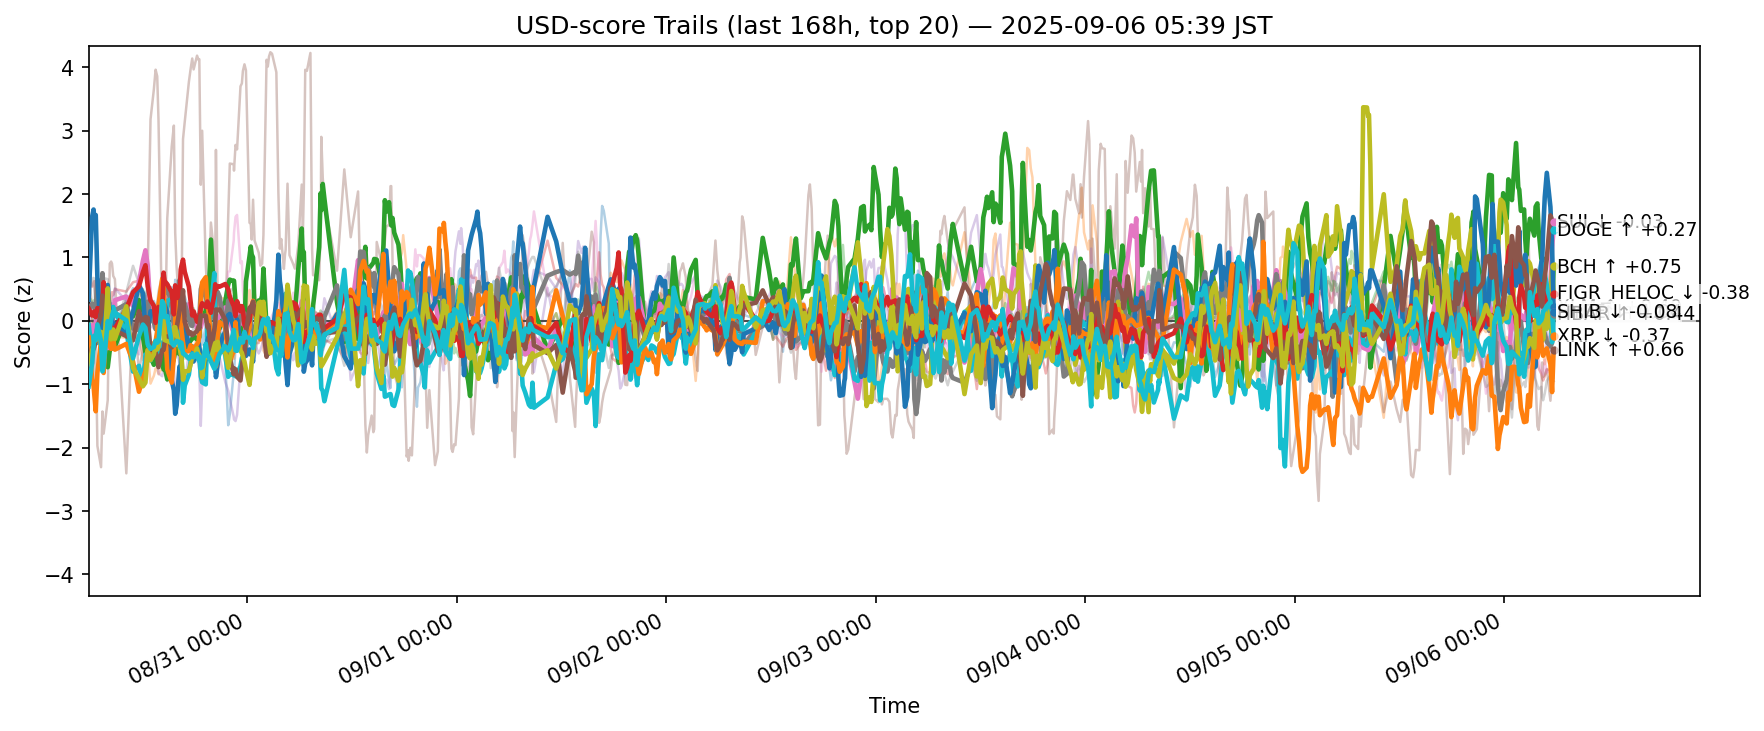 USD-score Trails (last 168h, top 20) — 2025-09-06 05:39 JST
Score (z)
4
3
2
1
0
−1
−2
−3
−4
SUI ↓ -0.03
DOGE ↑ +0.27
BCH ↑ +0.75
FIGR_HELOC ↓ -0.38
SHIB ↓ -0.08
XRP ↓ -0.37
LINK ↑ +0.66
08/31 00:00
09/01 00:00
09/02 00:00
09/03 00:00
09/04 00:00
09/05 00:00
09/06 00:00
Time